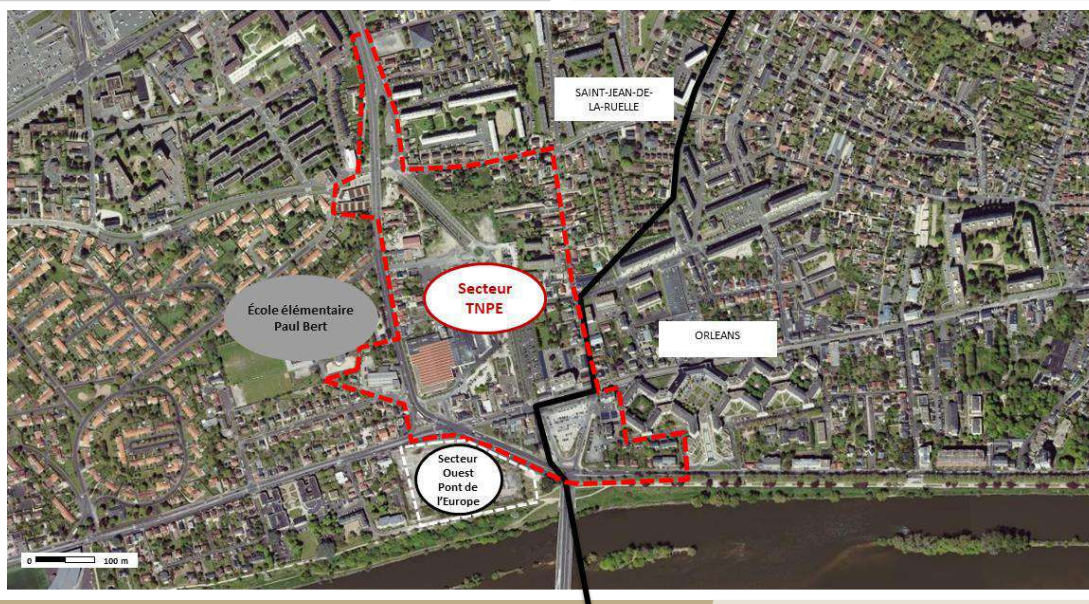 SAINT-JEAN-DE-
LA-RUELLE
Secteur
TNPE
École élémentaire
Paul Bert
ORLEANS
Secteur
Ouest
Pont de
l'Europe
0 100 m